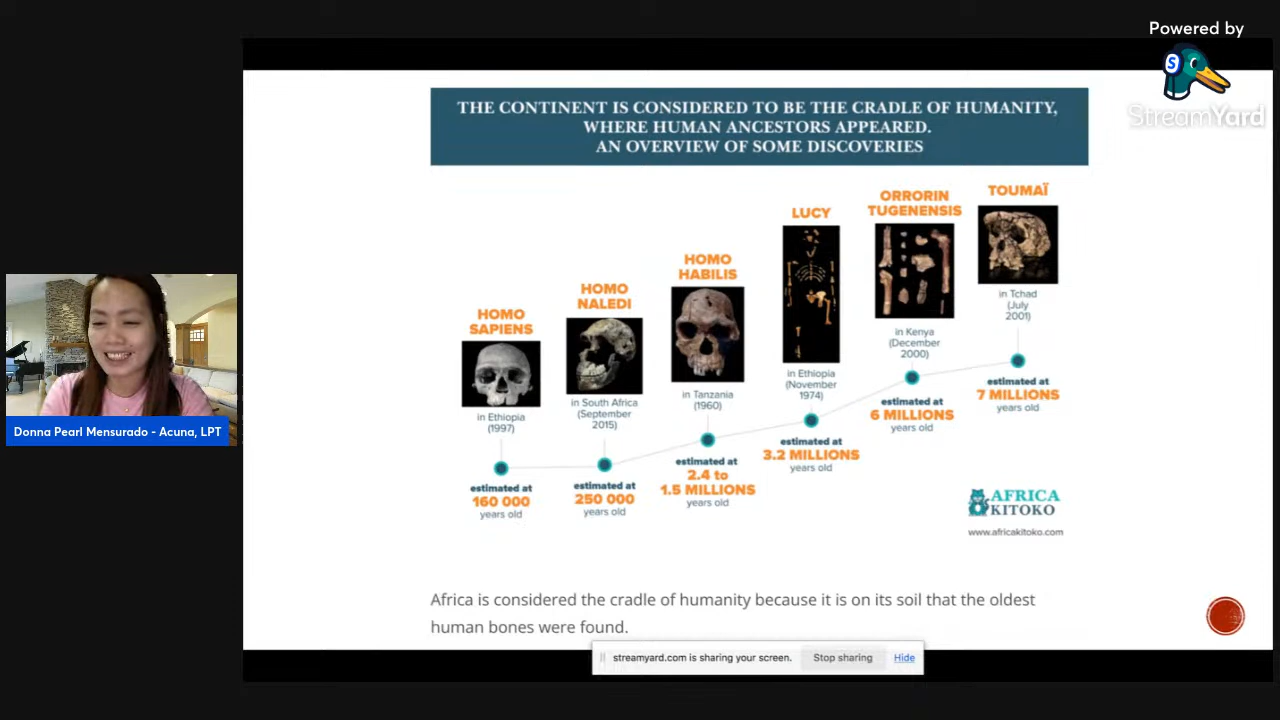 Powered by
StreamYard
THE CONTINENT IS CONSIDERED TO BE THE CRADLE OF HUMANITY,
WHERE HUMAN ANCESTORS APPEARED.
AN OVERVIEW OF SOME DISCOVERIES
HOMO
SAPIENS
in Ethiopia
(1997)
estimated at
160 000
years old
HOMO
NALEDI
in South Africa
(September
2015)
estimated at
250 000
years old
HOMO
HABILIS
in Tanzania
(1960)
estimated at
2.4 to
1.5 MILLIONS
years old
LUCY
in Ethiopia
(November
1974)
estimated at
3.2 MILLIONS
years old
ORRORIN
TUGENENSIS
in Kenya
(December
2000)
estimated at
6 MILLIONS
years old
TOUMAÏ
in Tchad
(July
2001)
estimated at
7 MILLIONS
years old
AFRICA
KITOKO
www.africakitoko.com
Donna Pearl Mensurado - Acuna, LPT
Africa is considered the cradle of humanity because it is on its soil that the oldest
human bones were found.
streamyard.com is sharing your screen.
Stop sharing
Hide